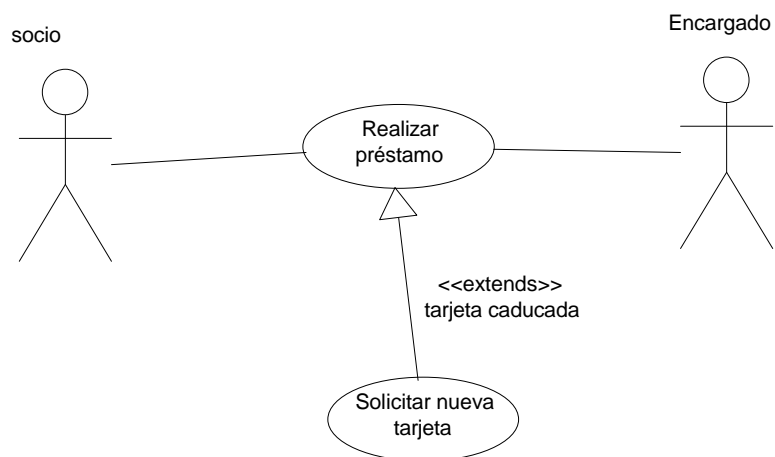 socio
Encargado
Realizar
préstamo
<<extends>>
tarjeta caducada
Solicitar nueva
tarjeta